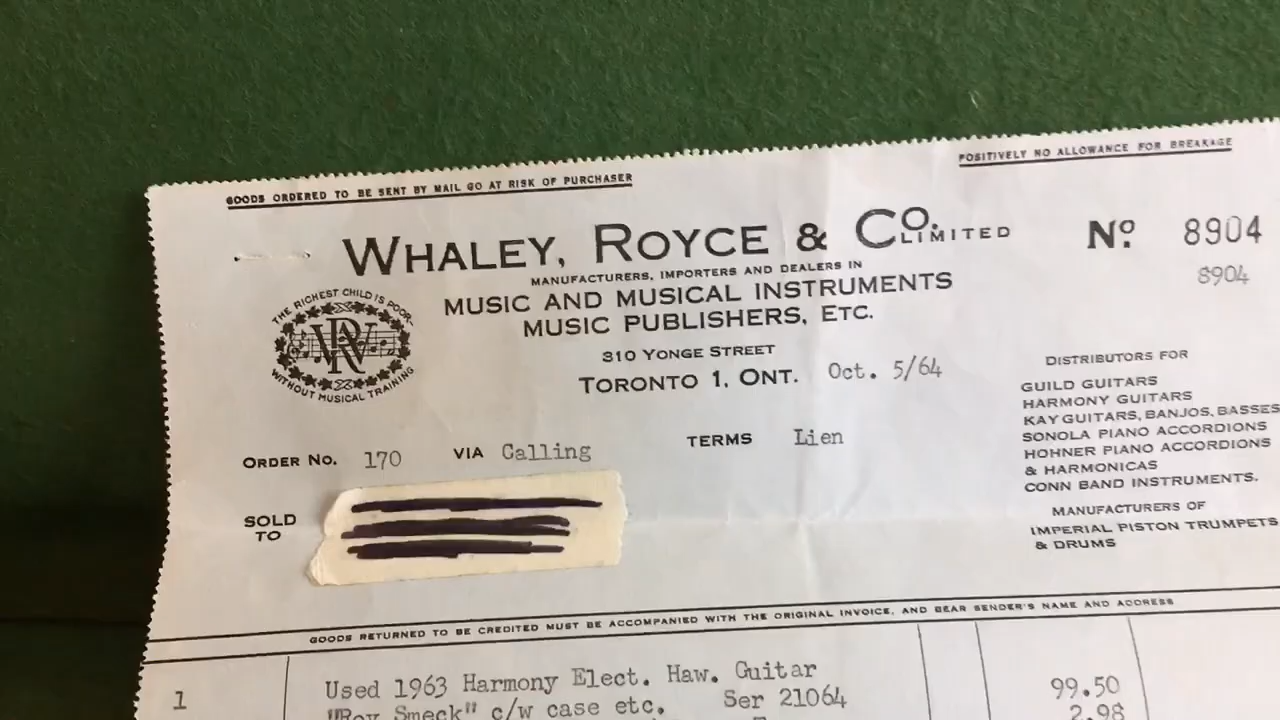 GOODS ORDERED TO BE SENT BY MAIL GO AT RISK OF PURCHASER
POSITIVELY NO ALLOWANCE FOR BREAKAGE
WHALEY, ROYCE & CO. LIMITED
Nº 8904
8904
MANUFACTURERS, IMPORTERS AND DEALERS IN
MUSIC AND MUSICAL INSTRUMENTS
MUSIC PUBLISHERS, ETC.
THE RICHEST CHILD IS POOR
WRN
WITHOUT MUSICAL TRAINING
310 YONGE STREET
TORONTO 1, ONT. Oct. 5/64
DISTRIBUTORS FOR
GUILD GUITARS
HARMONY GUITARS
KAY GUITARS, BANJOS, BASSES
SONOLA PIANO ACCORDIONS
HOHNER PIANO ACCORDIONS
& HARMONICAS
CONN BAND INSTRUMENTS.
MANUFACTURERS OF
IMPERIAL PISTON TRUMPETS
& DRUMS
ORDER NO. 170 VIA Calling TERMS Lien
SOLD
TO
GOODS RETURNED TO BE CREDITED MUST BE ACCOMPANIED WITH THE ORIGINAL INVOICE, AND BEAR SENDER'S NAME AND ADDRESS
1 Used 1963 Harmony Elect. Haw. Guitar 99.50
"Roy Smeck" c/w case etc. Ser 21064 2.98